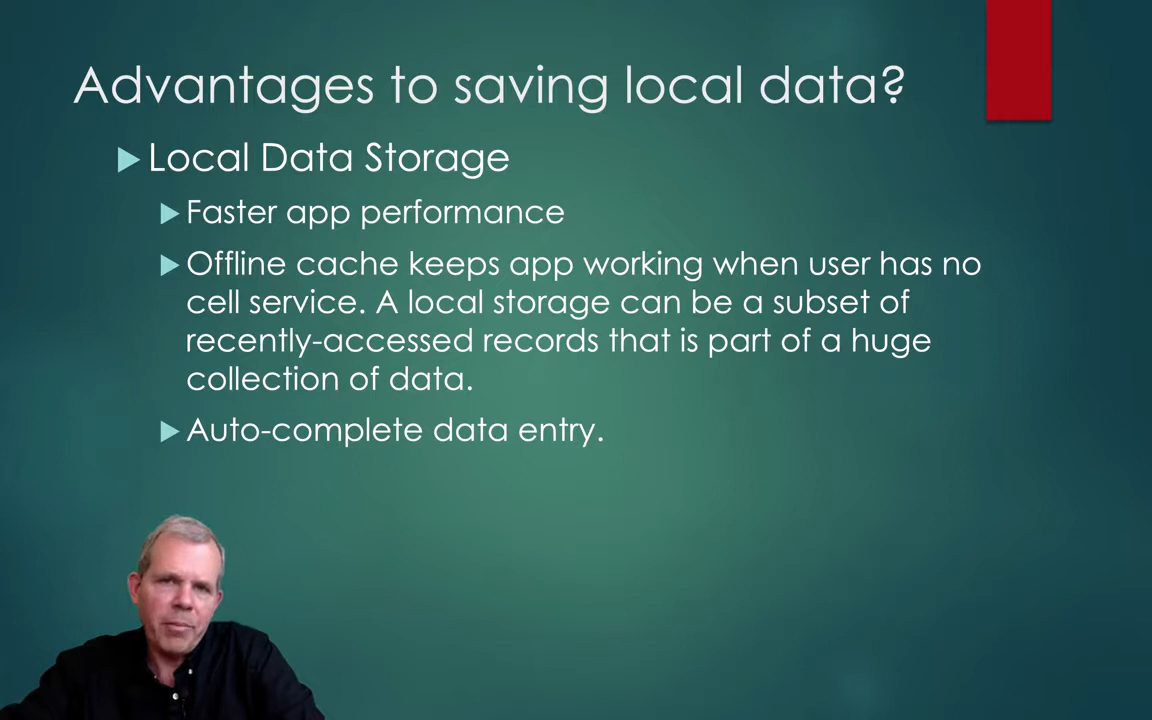 Advantages to saving local data?
Local Data Storage
Faster app performance
Offline cache keeps app working when user has no
cell service. A local storage can be a subset of
recently-accessed records that is part of a huge
collection of data.
Auto-complete data entry.